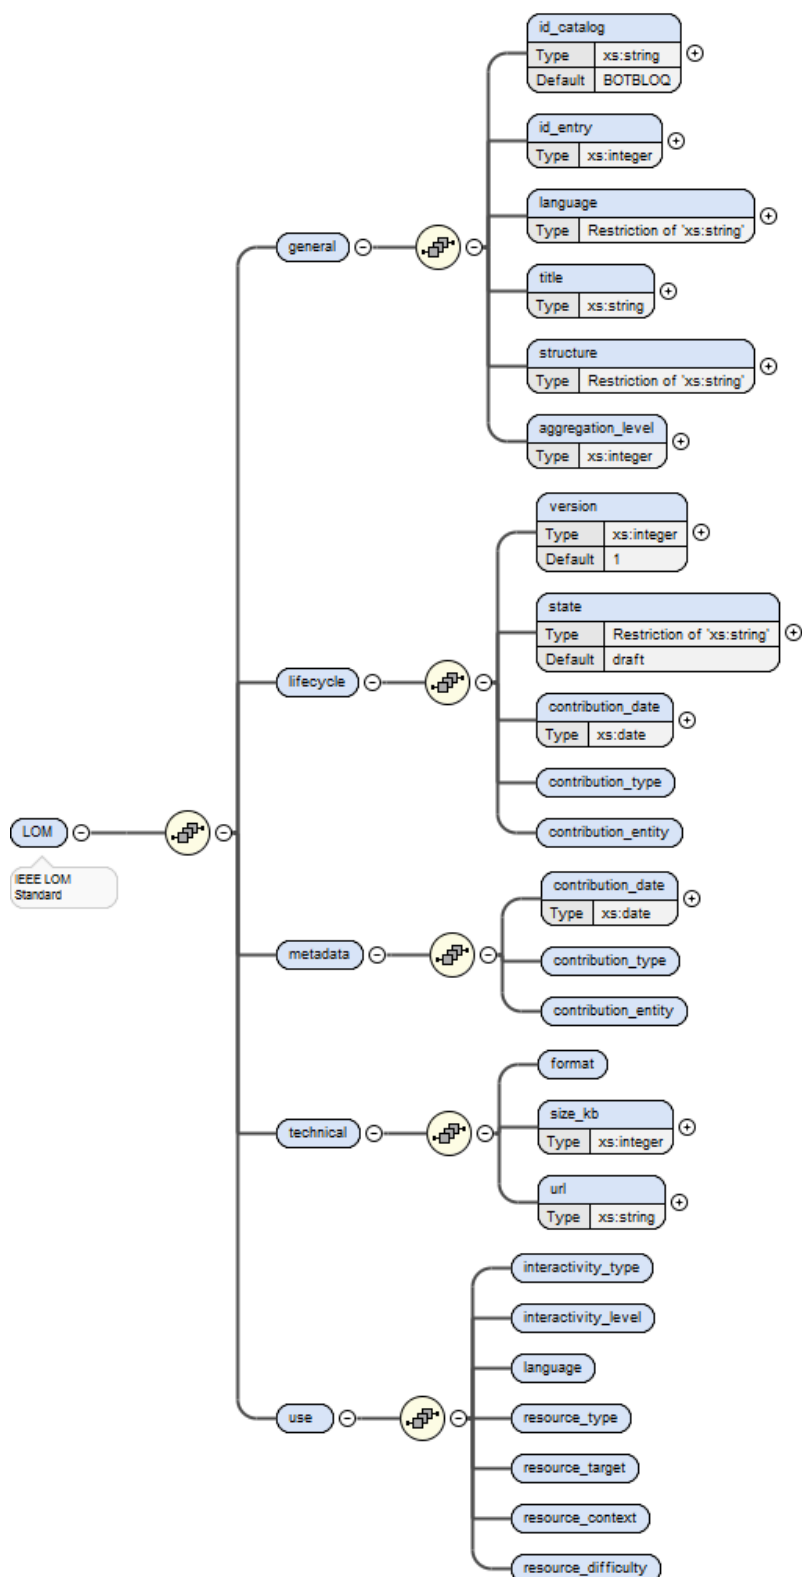 id_catalog
Type xs:string
Default BOTBLOQ
id_entry
Type xs:integer
language
Type Restriction of 'xs:string'
general
title
Type xs:string
structure
Type Restriction of 'xs:string'
aggregation_level
Type xs:integer
version
Type xs:integer
Default 1
state
Type Restriction of 'xs:string'
Default draft
lifecycle
contribution_date
Type xs:date
contribution_type
contribution_entity
LOM
IEEE LOM
Standard
contribution_date
Type xs:date
metadata
contribution_type
contribution_entity
format
size_kb
Type xs:integer
technical
url
Type xs:string
interactivity_type
interactivity_level
language
use
resource_type
resource_target
resource_context
resource_difficulty